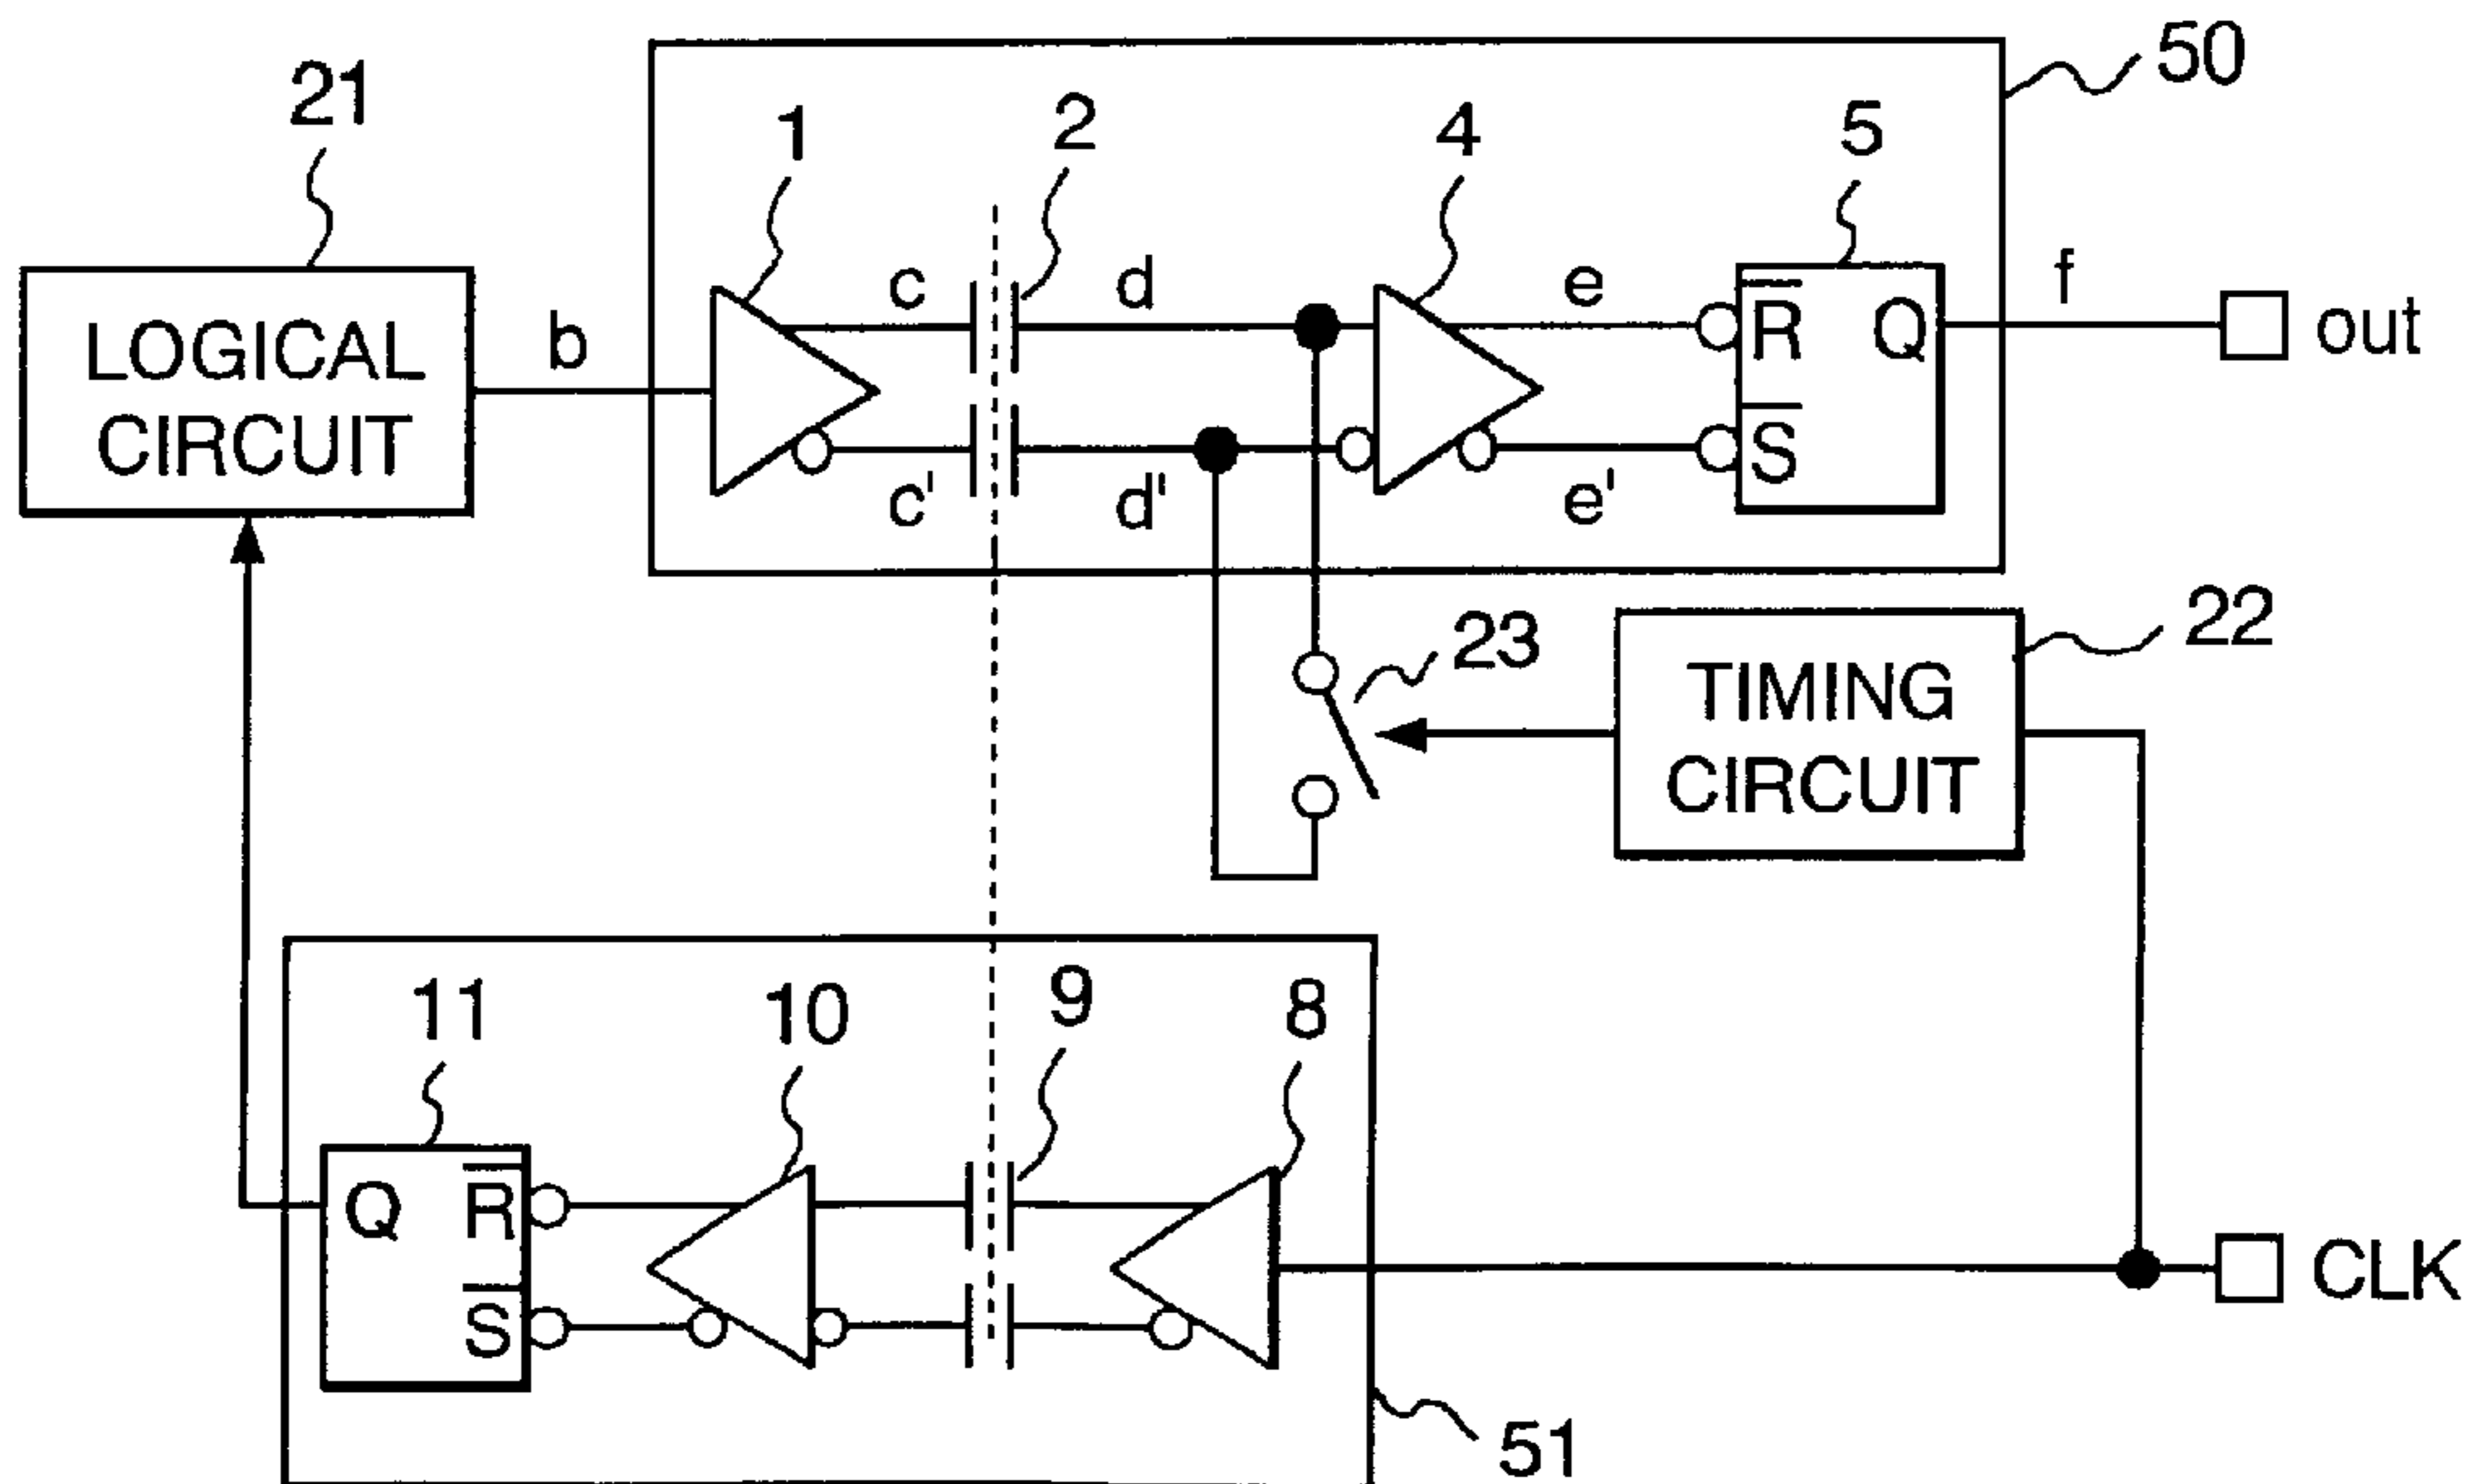 50
21
1
2
4
5
c
d
e
f
R
Q
out
LOGICAL
CIRCUIT
b
S
c'
d'
e'
22
23
TIMING
CIRCUIT
11
10
9
8
Q
R
S
CLK
51